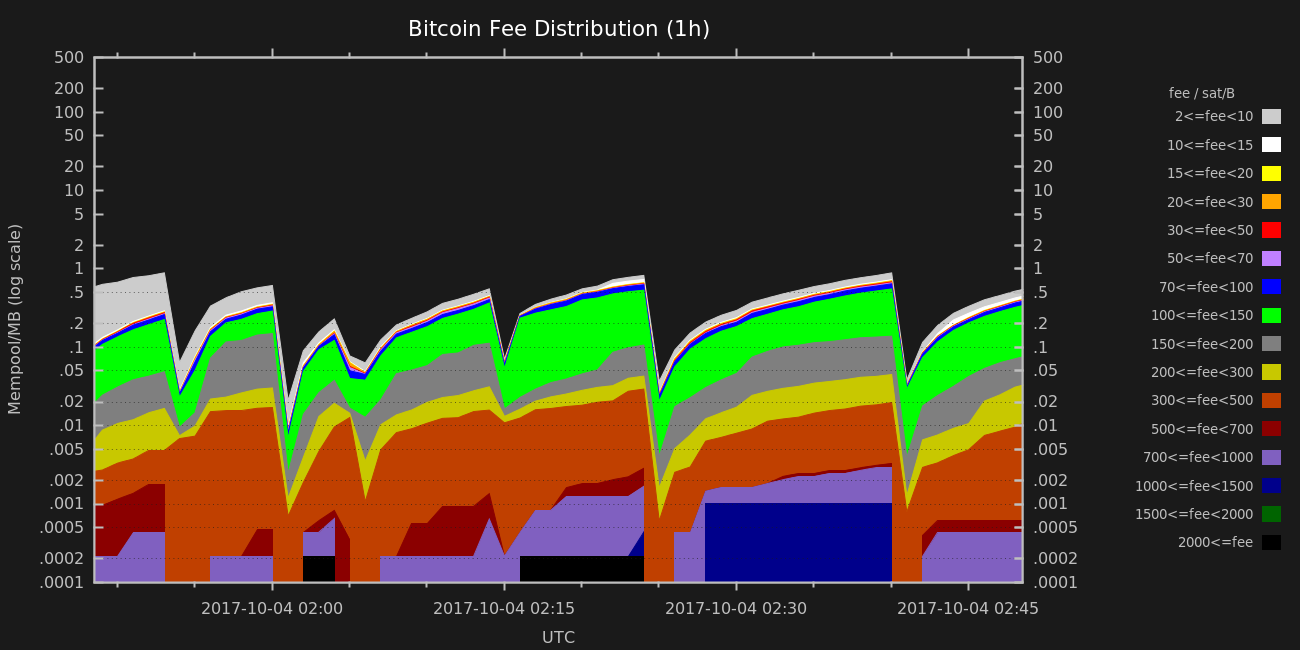 Bitcoin Fee Distribution (1h)
Mempool/MB (log scale)
500
200
100
50
20
10
5
2
1
.5
.2
.1
.05
.02
.01
.005
.002
.001
.0005
.0002
.0001
500
200
100
50
20
10
5
2
1
.5
.2
.1
.05
.02
.01
.005
.002
.001
.0005
.0002
.0001
2017-10-04 02:00
2017-10-04 02:15
2017-10-04 02:30
2017-10-04 02:45
UTC
fee / sat/B
2<=fee<10
10<=fee<15
15<=fee<20
20<=fee<30
30<=fee<50
50<=fee<70
70<=fee<100
100<=fee<150
150<=fee<200
200<=fee<300
300<=fee<500
500<=fee<700
700<=fee<1000
1000<=fee<1500
1500<=fee<2000
2000<=fee